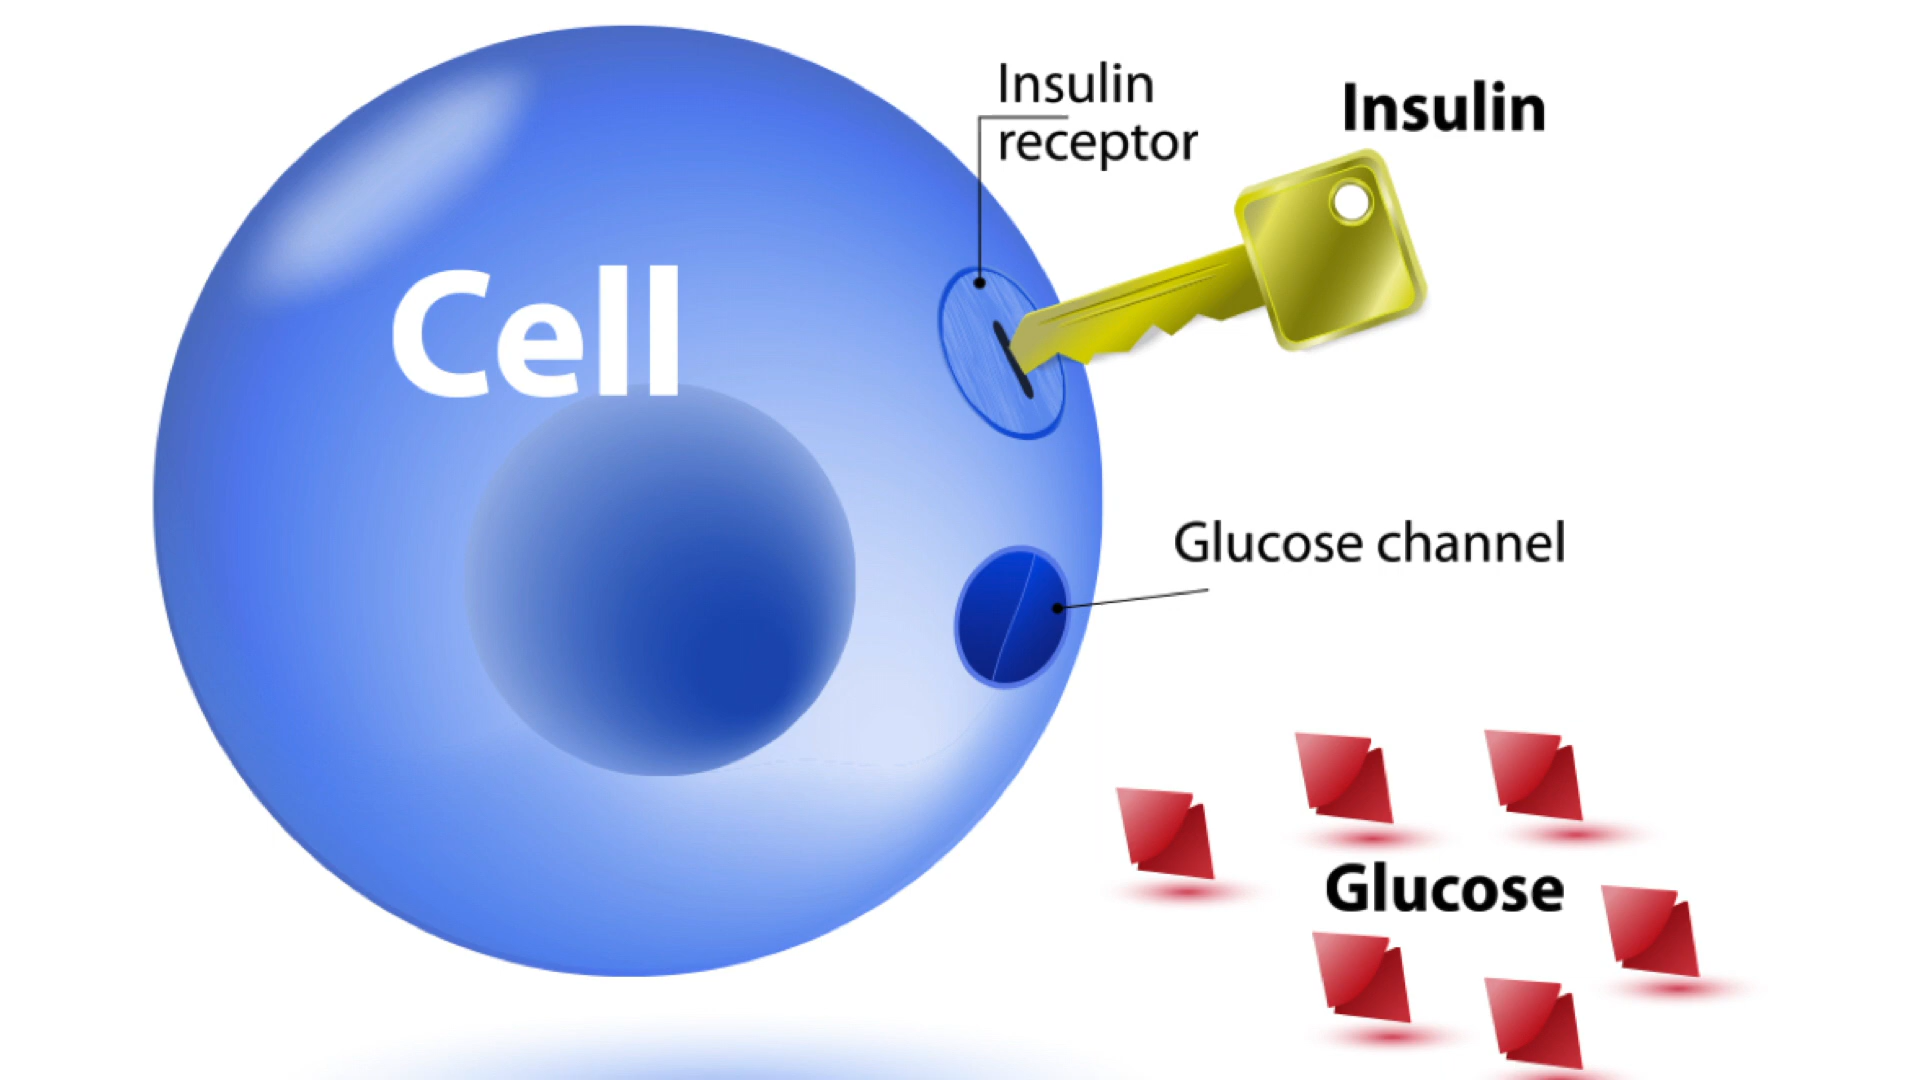 Insulin
receptor
Insulin
Cell
Glucose channel
Glucose